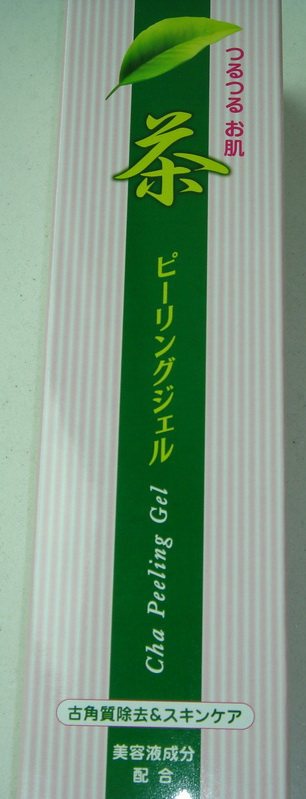 つるつる お肌
茶
ピーリングジェル
Cha Peeling Gel
古角質除去&スキンケア
美容液成分
配合